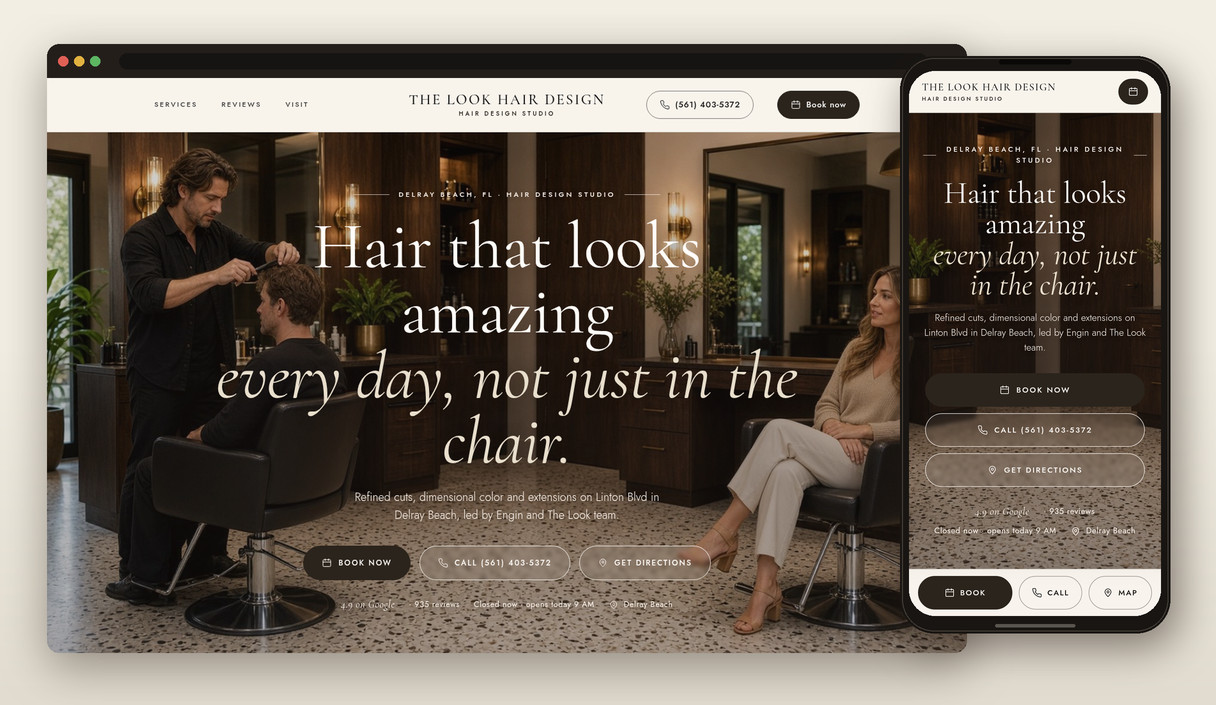 SERVICES REVIEWS VISIT
THE LOOK HAIR DESIGN
HAIR DESIGN STUDIO
(561) 403-5372
Book now
DELRAY BEACH, FL · HAIR DESIGN STUDIO
Hair that looks
amazing
every day, not just in the
chair.
Refined cuts, dimensional color and extensions on Linton Blvd in
Delray Beach, led by Engin and The Look team.
BOOK NOW
CALL (561) 403-5372
GET DIRECTIONS
4.9 on Google · 935 reviews Closed now · opens today 9 AM Delray Beach
THE LOOK HAIR DESIGN
HAIR DESIGN STUDIO
DELRAY BEACH, FL · HAIR DESIGN
STUDIO
Hair that looks
amazing
every day, not just
in the chair.
Refined cuts, dimensional color and extensions on
Linton Blvd in Delray Beach, led by Engin and The Look
team.
BOOK NOW
CALL (561) 403-5372
GET DIRECTIONS
4.9 on Google · 935 reviews
Closed now · opens today 9 AM Delray Beach
BOOK CALL MAP